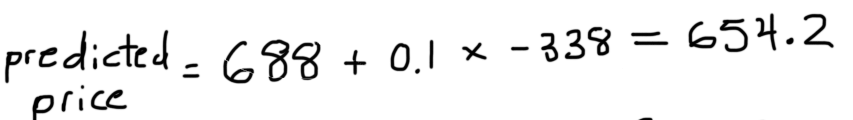 predicted = 688 + 0.1 × -338 = 654.2
price